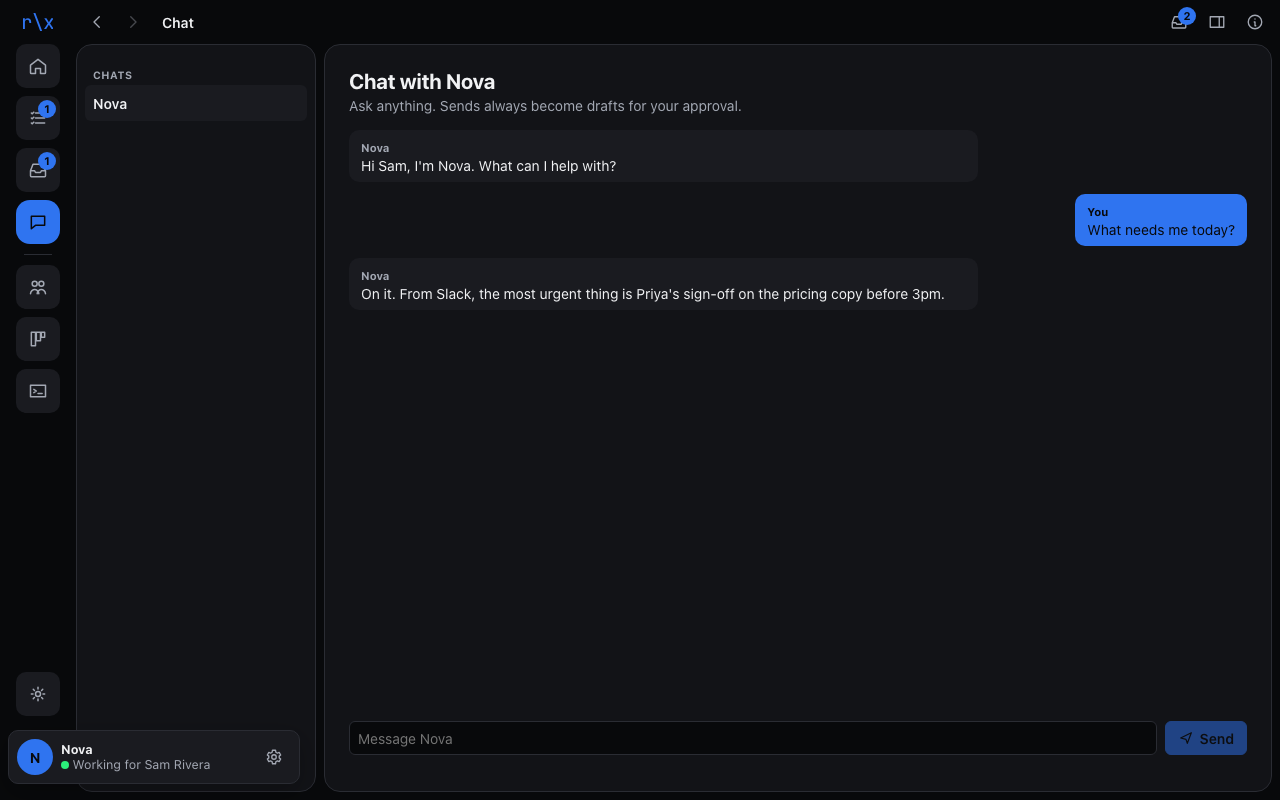 r\x
Chat
2
1
1
CHATS
Nova
Chat with Nova
Ask anything. Sends always become drafts for your approval.
Nova
Hi Sam, I'm Nova. What can I help with?
You
What needs me today?
Nova
On it. From Slack, the most urgent thing is Priya's sign-off on the pricing copy before 3pm.
Message Nova
Send
N
Nova
Working for Sam Rivera